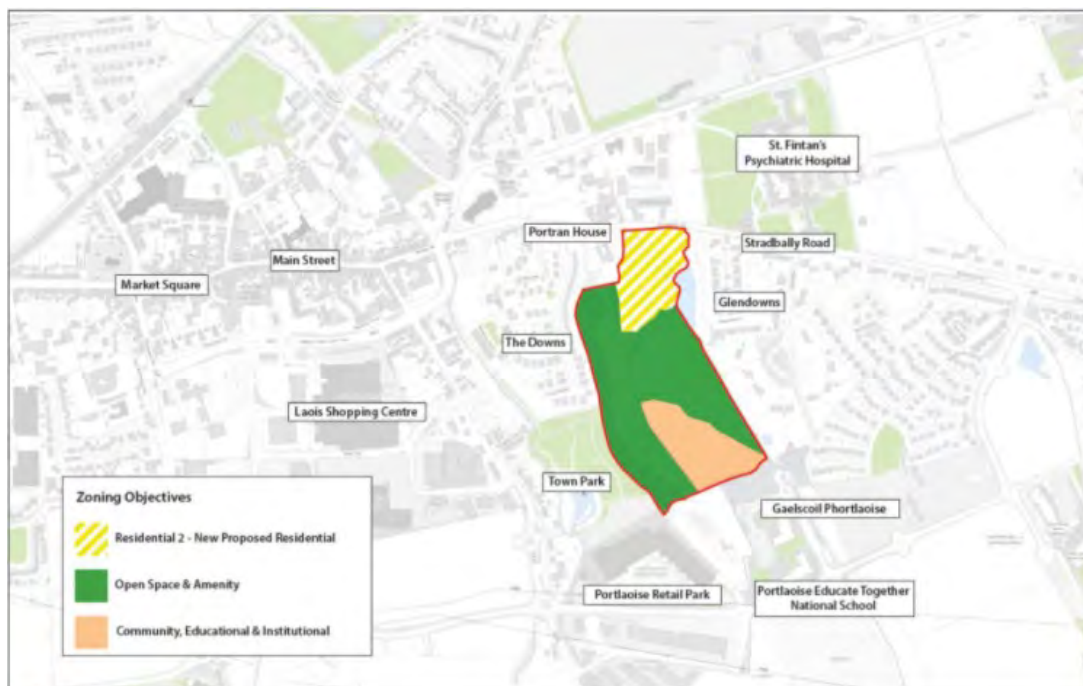 St. Fintan's
Psychiatric Hospital
Portran House
Stradbally Road
Main Street
Market Square
Glendowns
The Downs
Laois Shopping Centre
Town Park
Gaelscoil Phortlaoise
Portlaoise Retail Park
Portlaoise Educate Together
National School
Zoning Objectives
Residential 2 - New Proposed Residential
Open Space & Amenity
Community, Educational & Institutional